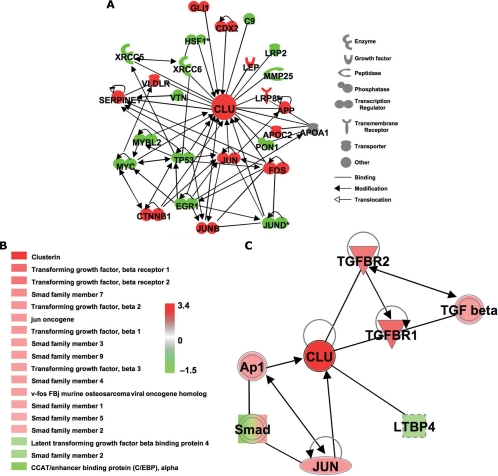 A
GLI1
C9
CDX2
HSF1*
LRP2
XRCC5
XRCC6
LEP
MMP25
VLDLR
LRP8
SERPINE1
VTN
CLU
APP
APOC2
APOA1
MYBL2
PON1
MYC
TP53
JUN
FOS
EGR1
CTNNB1
JUNB
JUND*
Enzyme
Growth factor
Peptidase
Phosphatase
Transcription
Regulator
Transmembrane
Receptor
Transporter
Other
Binding
Modification
Translocation
B
Clusterin
Transforming growth factor, beta receptor 1
Transforming growth factor, beta receptor 2
Smad family member 7
Transforming growth factor, beta 2
jun oncogene
Transforming growth factor, beta 1
Smad family member 3
Smad family member 9
Transforming growth factor, beta 3
Smad family member 4
v-fos FBj murine osteosarcomaviral oncogene homolog
Smad family member 1
Smad family member 5
Smad family member 2
Latent transforming growth factor beta binding protein 4
Smad family member 2
CCAT/enhancer binding protein (C/EBP), alpha
3.4
0
−1.5
C
TGFBR2
TGF beta
TGFBR1
CLU
Ap1
Smad
LTBP4
JUN